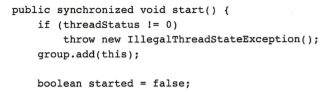 public synchronized void start() {
    if (threadStatus != 0)
        throw new IllegalThreadStateException();
    group.add(this);

    boolean started = false;